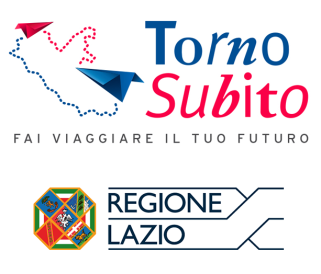 Torno
Subito
FAI VIAGGIARE IL TUO FUTURO
REGIONE
LAZIO